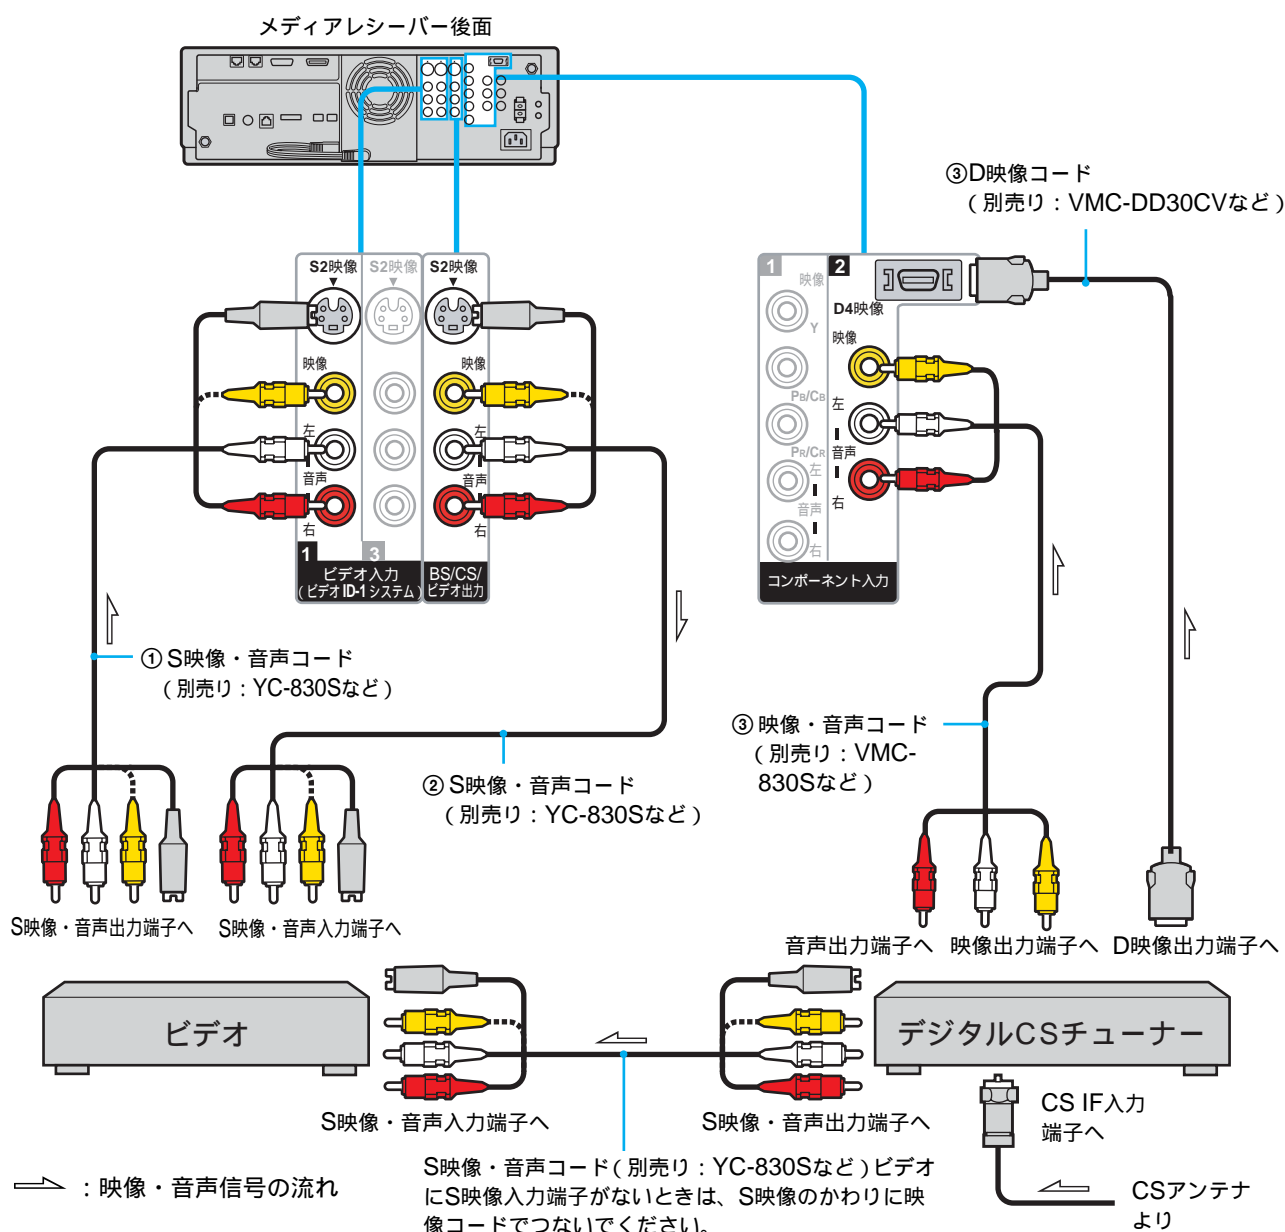 メディアレシーバー後面
③D映像コード
（別売り：VMC-DD30CVなど）
S2映像
S2映像
S2映像
映像
左
音声
右
映像
左
音声
右
1
3
ビデオ入力
（ビデオID-1システム）
BS/CS/
ビデオ出力
1
映像
Y
PB/CB
PR/CR
左
音声
右
2
D4映像
映像
左
音声
右
コンポーネント入力
①S映像・音声コード
（別売り：YC-830Sなど）
②S映像・音声コード
（別売り：YC-830Sなど）
③映像・音声コード
（別売り：VMC-
830Sなど）
S映像・音声出力端子へ
S映像・音声入力端子へ
音声出力端子へ
映像出力端子へ
D映像出力端子へ
ビデオ
デジタルCSチューナー
S映像・音声入力端子へ
S映像・音声出力端子へ
CS IF入力
端子へ
：映像・音声信号の流れ
S映像・音声コード（別売り：YC-830Sなど）ビデオ
にS映像入力端子がないときは、S映像のかわりに映
像コードでつないでください。
CSアンテナ
より